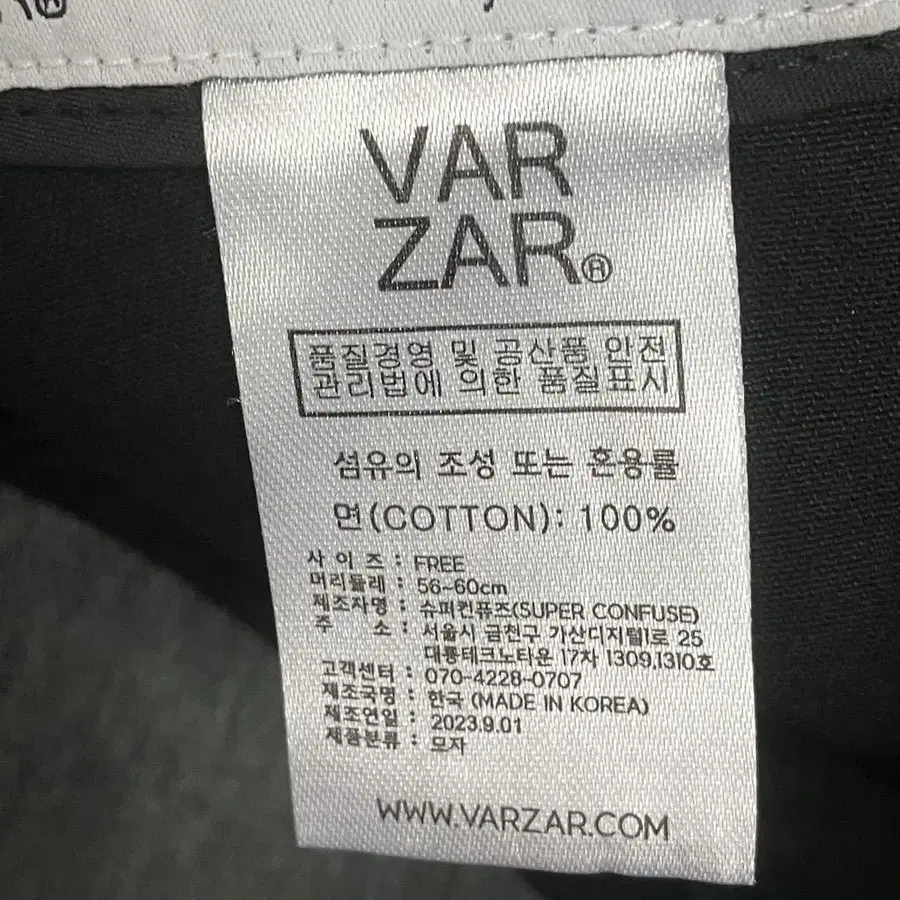 VAR
ZAR®
품질경영 및 공산품 안전
관리법에 의한 품질표시
섬유의 조성 또는 혼용률
면(COTTON): 100%
사 이 즈 : FREE
머리둘레 : 56~60cm
제조자명 : 슈퍼컨퓨즈(SUPER CONFUSE)
주 소 : 서울시 금천구 가산디지털1로 25
대륭테크노타운 17차 1309,1310호
고객센터 : 070-4228-0707
제조국명 : 한국 (MADE IN KOREA)
제조연일 : 2023.9.01
제품분류 : 모자
WWW.VARZAR.COM